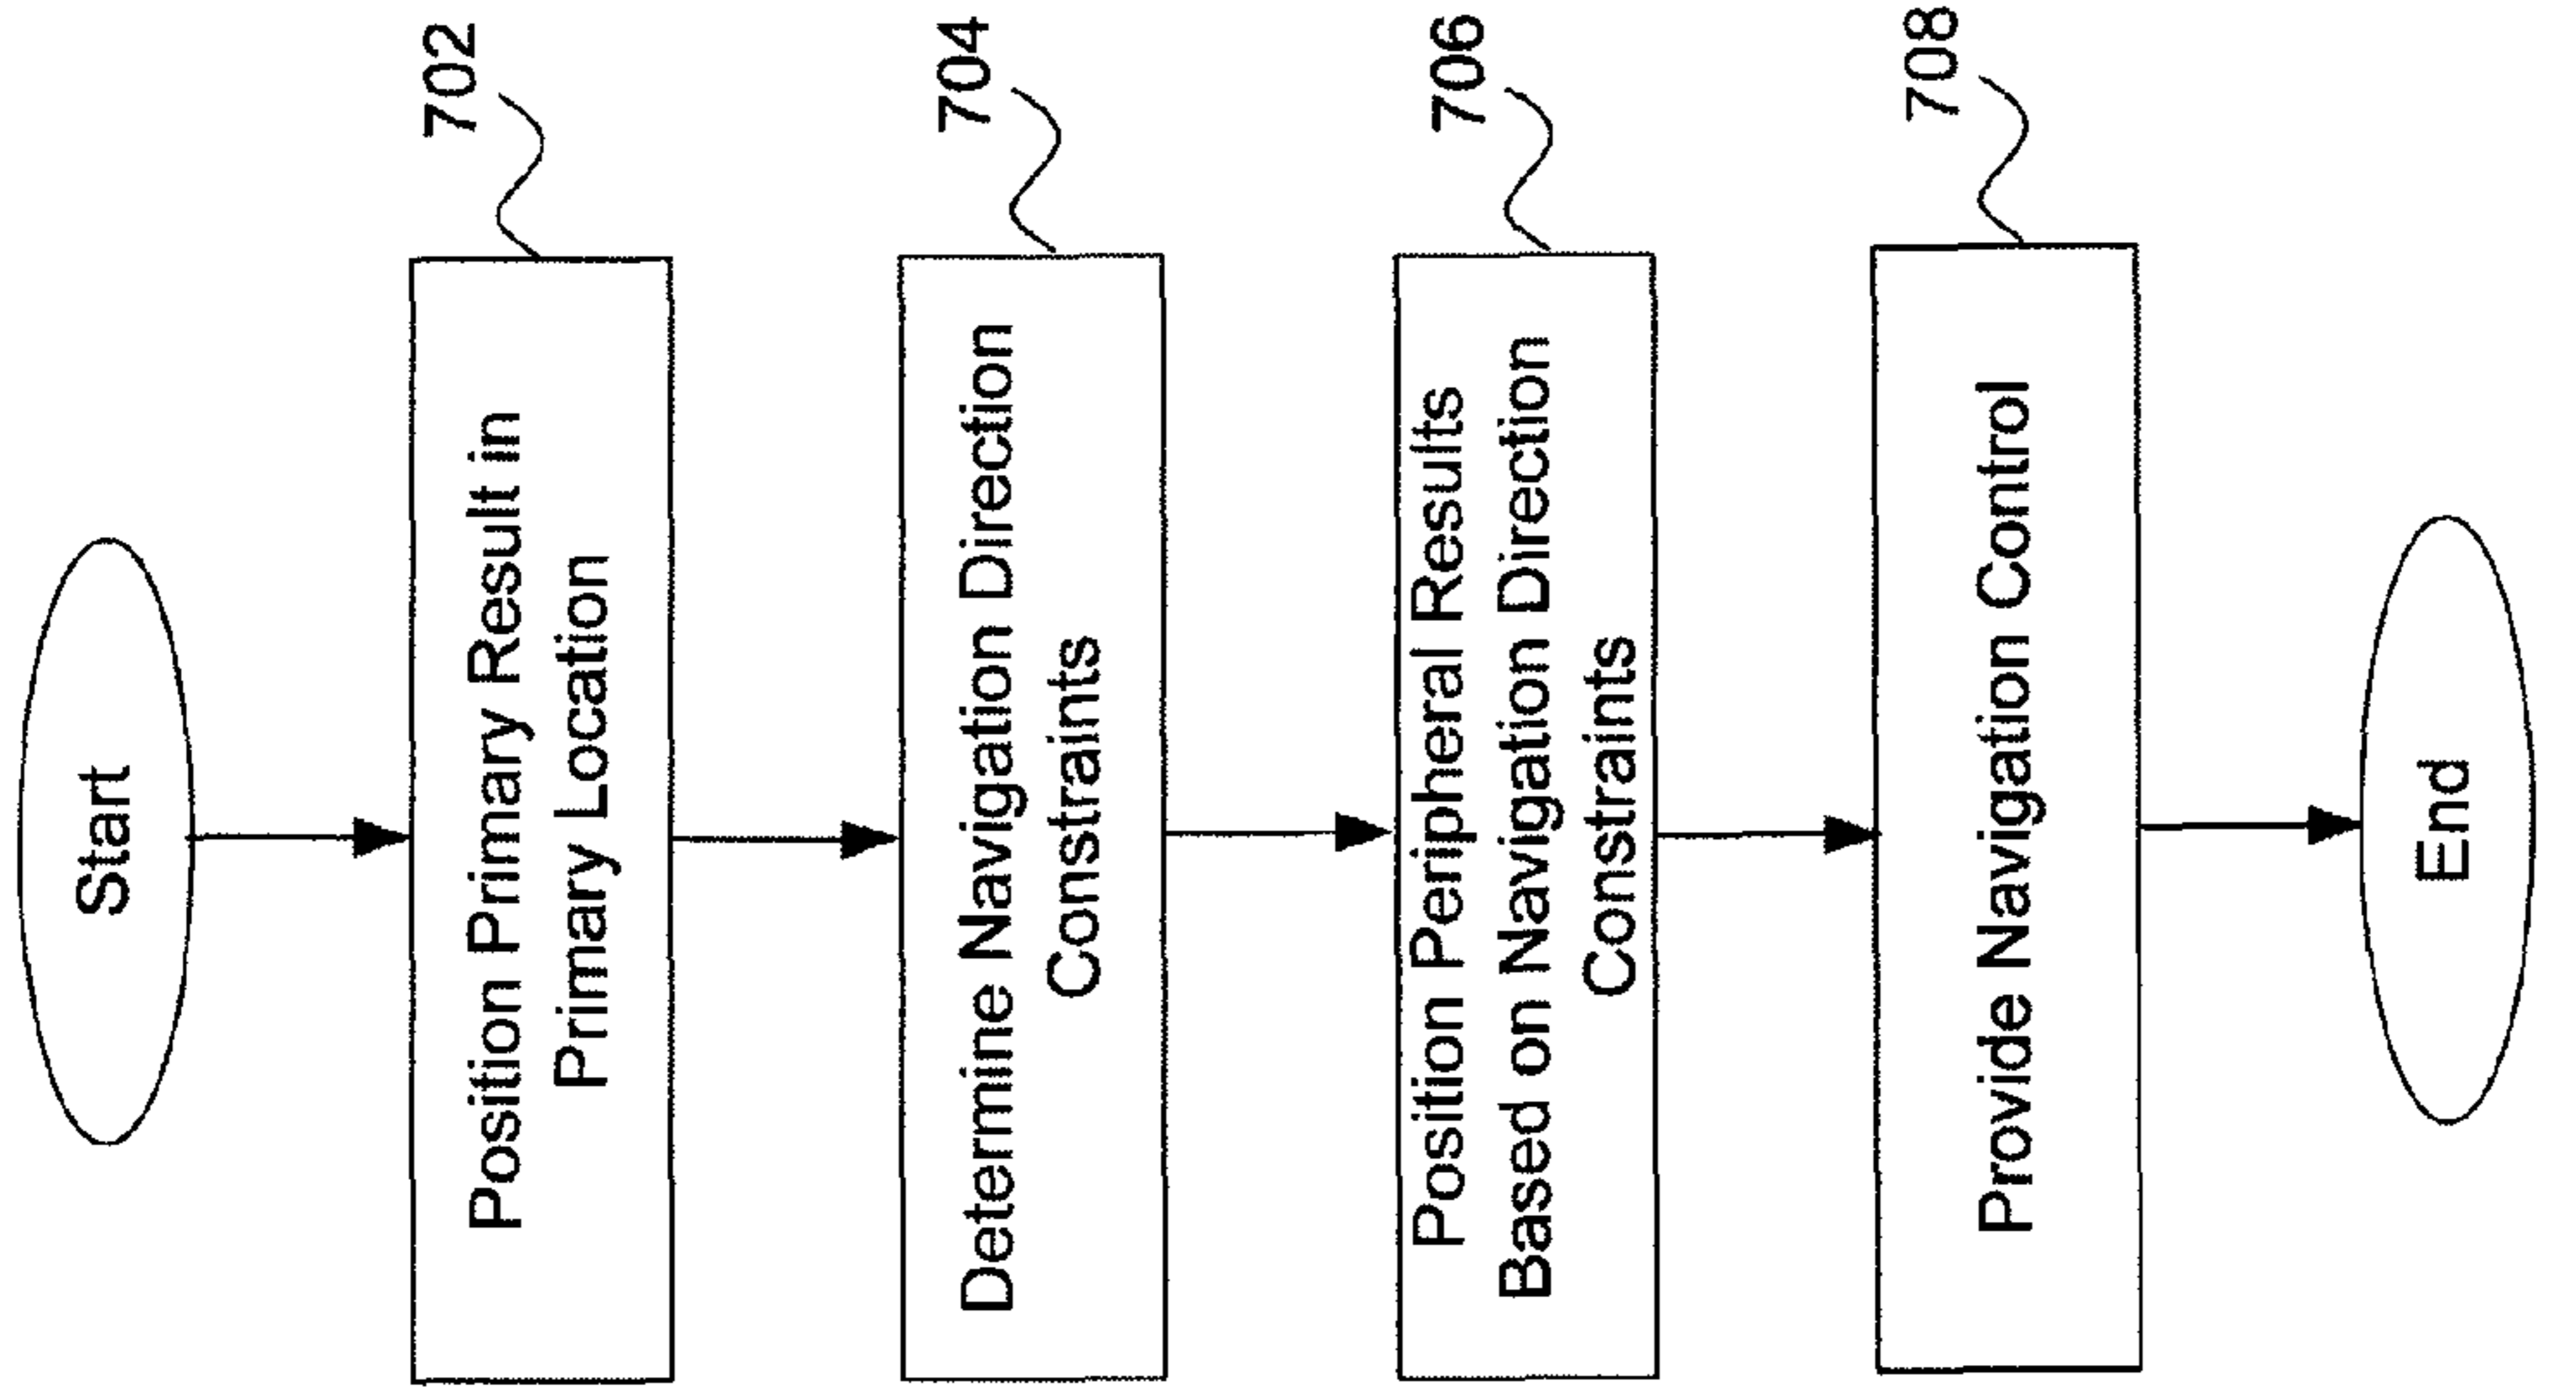 Start
702
Position Primary Result in
Primary Location
704
Determine Navigation Direction
Constraints
706
Position Peripheral Results
Based on Navigation Direction
Constraints
708
Provide Navigation Control
End